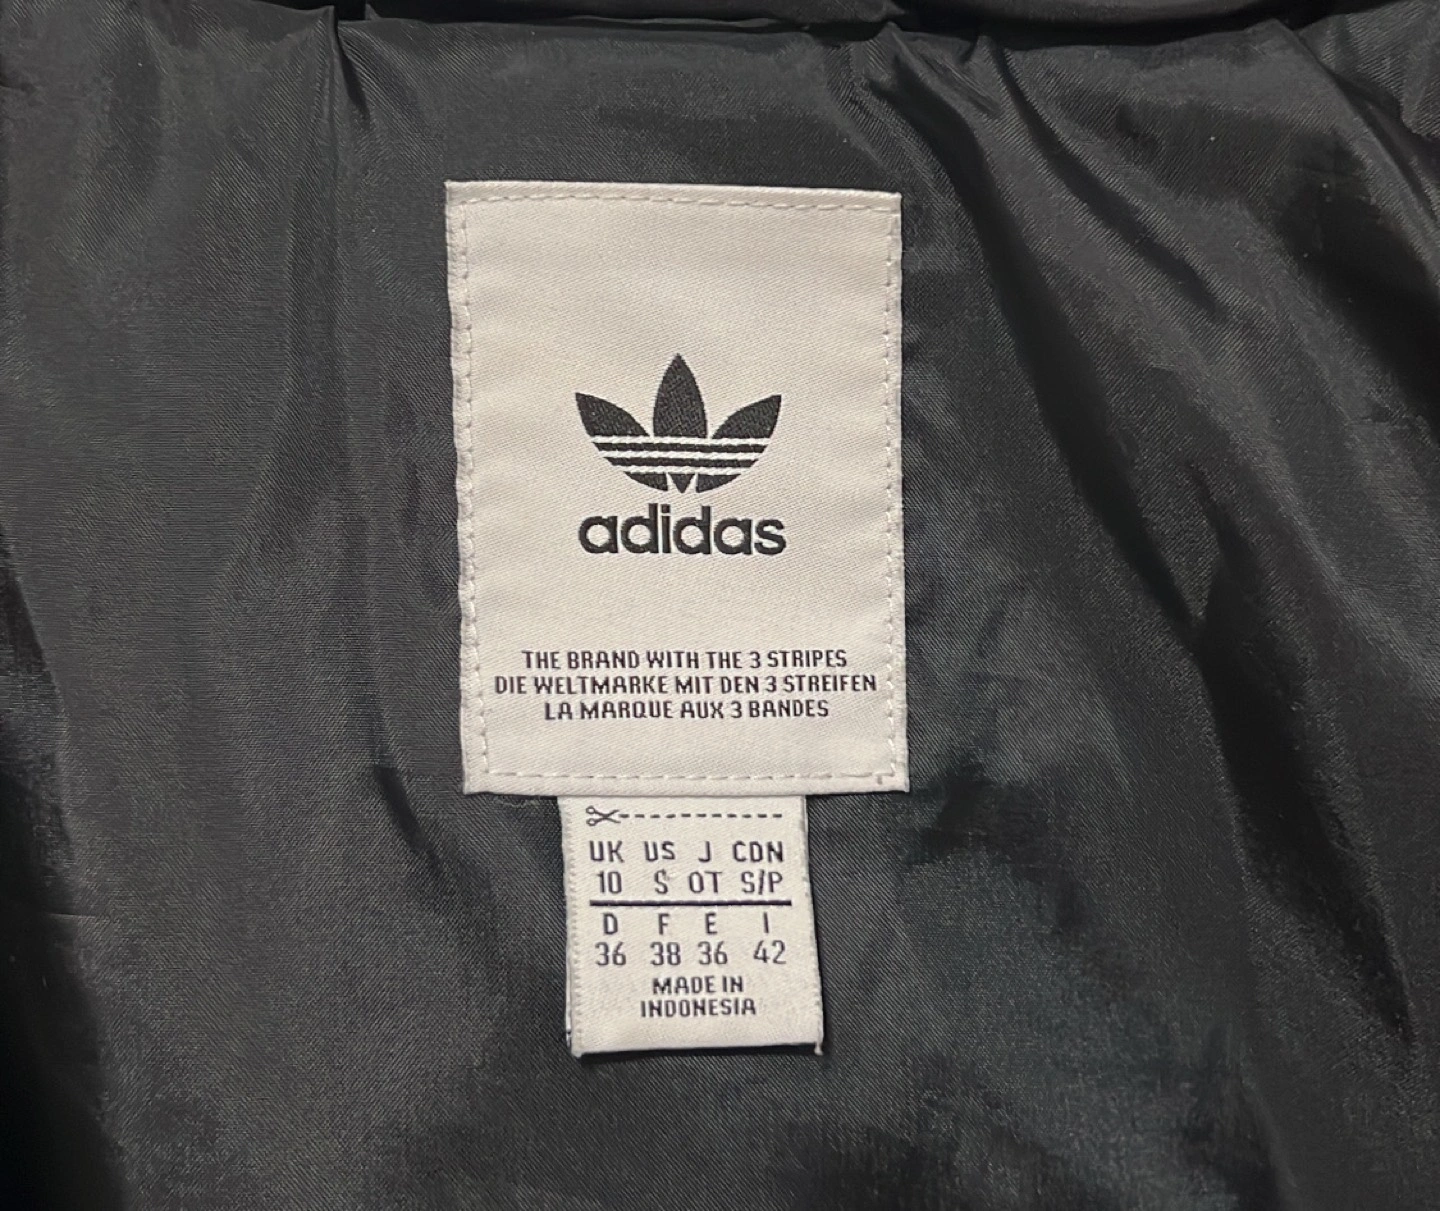 adidas
THE BRAND WITH THE 3 STRIPES
DIE WELTMARKE MIT DEN 3 STREIFEN
LA MARQUE AUX 3 BANDES
UK US J CDN
10 S OT S/P
D F E I
36 38 36 42
MADE IN
INDONESIA